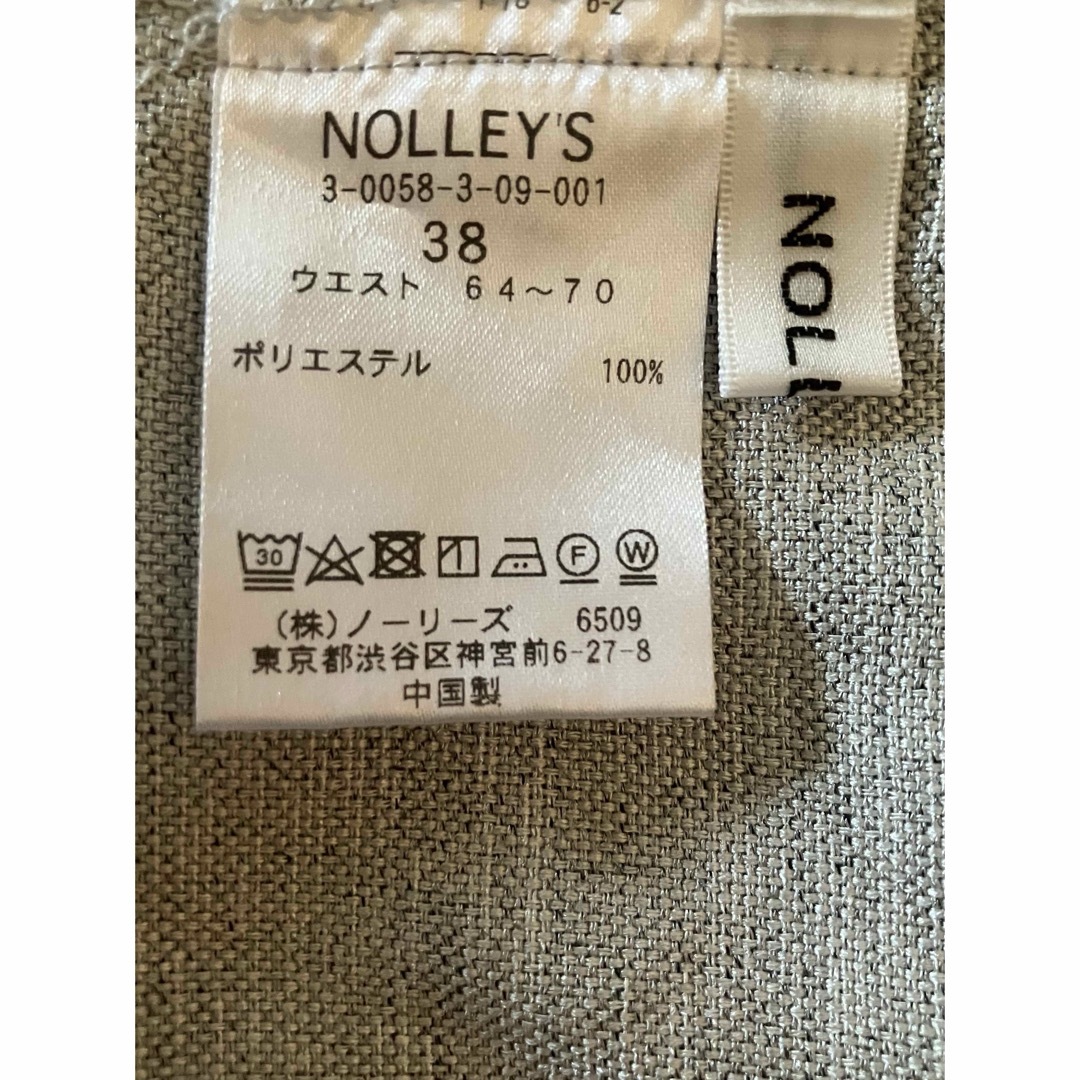 NOLLEY'S
3-0058-3-09-001
38
ウエスト 64~70
ポリエステル 100%
30
F
W
(株)ノーリーズ 6509
東京都渋谷区神宮前6-27-8
中国製
NOLL